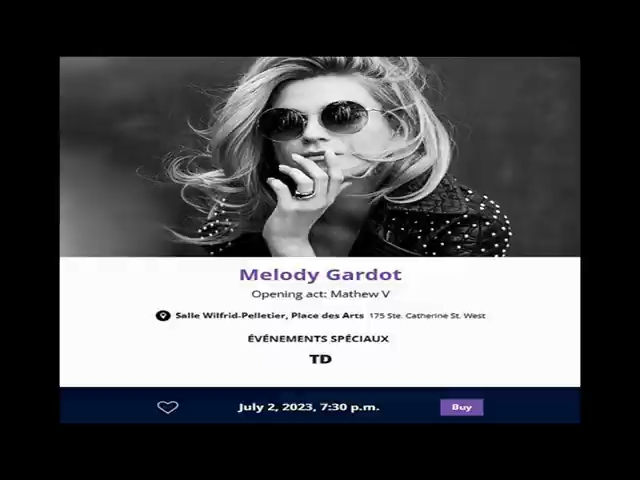 Melody Gardot
Opening act: Mathew V
Salle Wilfrid-Pelletier, Place des Arts 175 Ste. Catherine St. West
ÉVÉNEMENTS SPÉCIAUX
TD
July 2, 2023, 7:30 p.m.
Buy